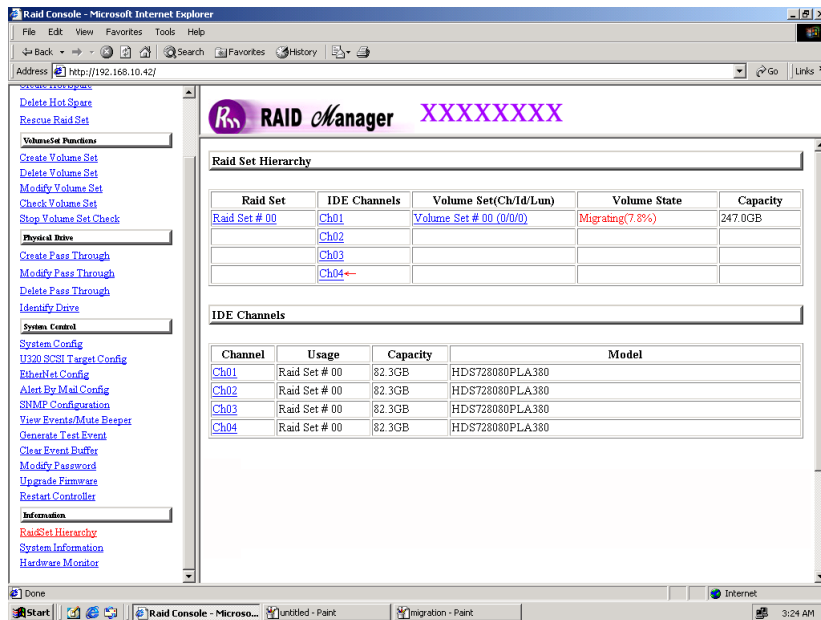 Raid Console - Microsoft Internet Explorer
File Edit View Favorites Tools Help
Back Search Favorites History
Address http://192.168.10.42/ Go Links
Create Hot Spare
Delete Hot Spare
Rescue Raid Set
VolumeSet Functions
Create Volume Set
Delete Volume Set
Modify Volume Set
Check Volume Set
Stop Volume Set Check
Physical Drive
Create Pass Through
Modify Pass Through
Delete Pass Through
Identify Drive
System Control
System Config
U320 SCSI Target Config
EtherNet Config
Alert By Mail Config
SNMP Configuration
View Events/Mute Beeper
Generate Test Event
Clear Event Buffer
Modify Password
Upgrade Firmware
Restart Controller
Information
RaidSet Hierarchy
System Information
Hardware Monitor
RAID Manager XXXXXXXX
Raid Set Hierarchy
Raid Set IDE Channels Volume Set(Ch/Id/Lun) Volume State Capacity
Raid Set # 00 Ch01 Volume Set # 00 (0/0/0) Migrating(7.8%) 247.0GB
Ch02
Ch03
Ch04←
IDE Channels
Channel Usage Capacity Model
Ch01 Raid Set # 00 82.3GB HDS728080PLA380
Ch02 Raid Set # 00 82.3GB HDS728080PLA380
Ch03 Raid Set # 00 82.3GB HDS728080PLA380
Ch04 Raid Set # 00 82.3GB HDS728080PLA380
Done Internet
Start Raid Console - Microso... untitled - Paint migration - Paint 3:24 AM